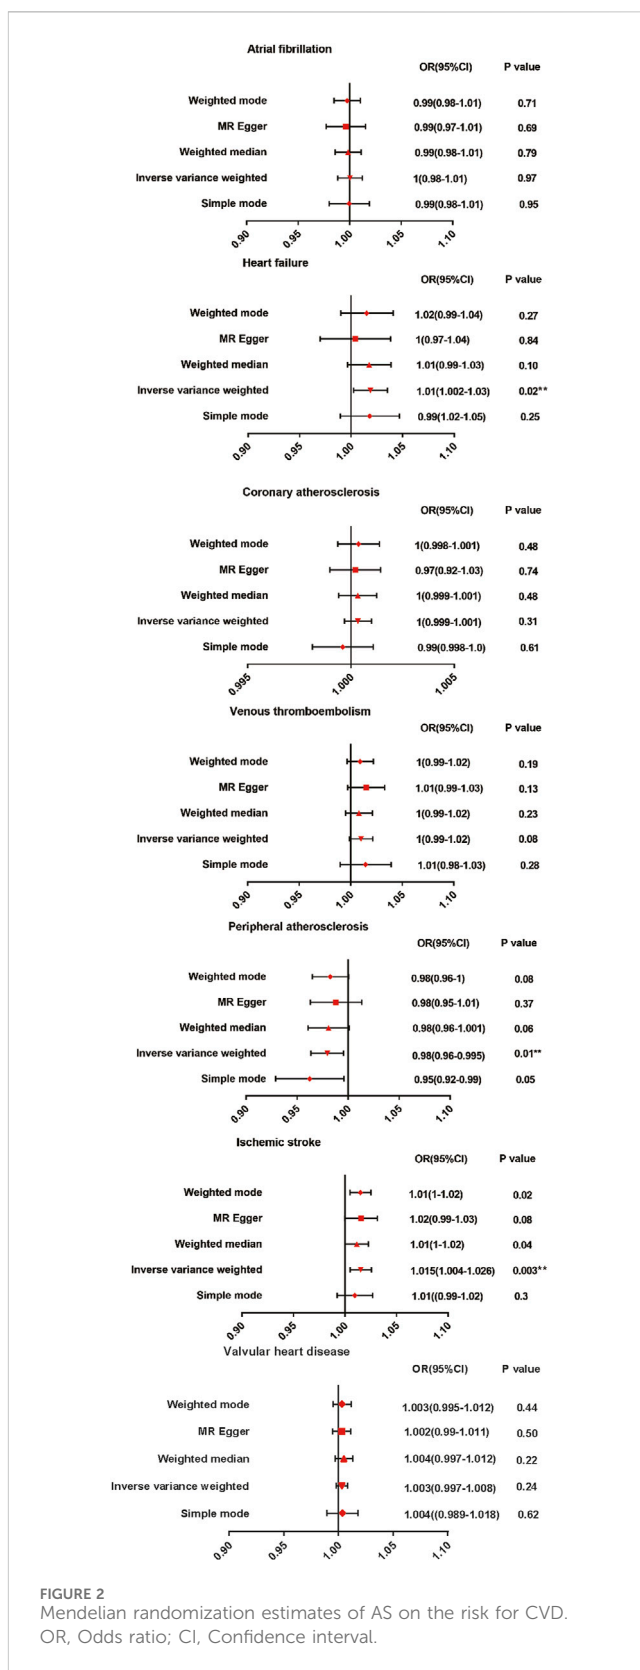 Atrial fibrillation
OR(95%CI) P value
Weighted mode 0.99(0.98-1.01) 0.71
MR Egger 0.99(0.97-1.01) 0.69
Weighted median 0.99(0.98-1.01) 0.79
Inverse variance weighted 1(0.98-1.01) 0.97
Simple mode 0.99(0.98-1.01) 0.95
0.90 0.95 1.00 1.05 1.10
Heart failure
OR(95%CI) P value
Weighted mode 1.02(0.99-1.04) 0.27
MR Egger 1(0.97-1.04) 0.84
Weighted median 1.01(0.99-1.03) 0.10
Inverse variance weighted 1.01(1.002-1.03) 0.02**
Simple mode 0.99(1.02-1.05) 0.25
0.90 0.95 1.00 1.05 1.10
Coronary atherosclerosis
OR(95%CI) P value
Weighted mode 1(0.998-1.001) 0.48
MR Egger 0.97(0.92-1.03) 0.74
Weighted median 1(0.999-1.001) 0.48
Inverse variance weighted 1(0.999-1.001) 0.31
Simple mode 0.99(0.998-1.0) 0.61
0.995 1.000 1.005
Venous thromboembolism
OR(95%CI) P value
Weighted mode 1(0.99-1.02) 0.19
MR Egger 1.01(0.99-1.03) 0.13
Weighted median 1(0.99-1.02) 0.23
Inverse variance weighted 1(0.99-1.02) 0.08
Simple mode 1.01(0.98-1.03) 0.28
0.90 0.95 1.00 1.05 1.10
Peripheral atherosclerosis
OR(95%CI) P value
Weighted mode 0.98(0.96-1) 0.08
MR Egger 0.98(0.95-1.01) 0.37
Weighted median 0.98(0.96-1.001) 0.06
Inverse variance weighted 0.98(0.96-0.995) 0.01**
Simple mode 0.95(0.92-0.99) 0.05
0.90 0.95 1.00 1.05 1.10
Ischemic stroke
OR(95%CI) P value
Weighted mode 1.01(1-1.02) 0.02
MR Egger 1.02(0.99-1.03) 0.08
Weighted median 1.01(1-1.02) 0.04
Inverse variance weighted 1.015(1.004-1.026) 0.003**
Simple mode 1.01((0.99-1.02) 0.3
0.90 0.95 1.00 1.05 1.10
Valvular heart disease
OR(95%CI) P value
Weighted mode 1.003(0.995-1.012) 0.44
MR Egger 1.002(0.99-1.011) 0.50
Weighted median 1.004(0.997-1.012) 0.22
Inverse variance weighted 1.003(0.997-1.008) 0.24
Simple mode 1.004((0.989-1.018) 0.62
0.90 0.95 1.00 1.05 1.10
FIGURE 2
Mendelian randomization estimates of AS on the risk for CVD.
OR, Odds ratio; CI, Confidence interval.